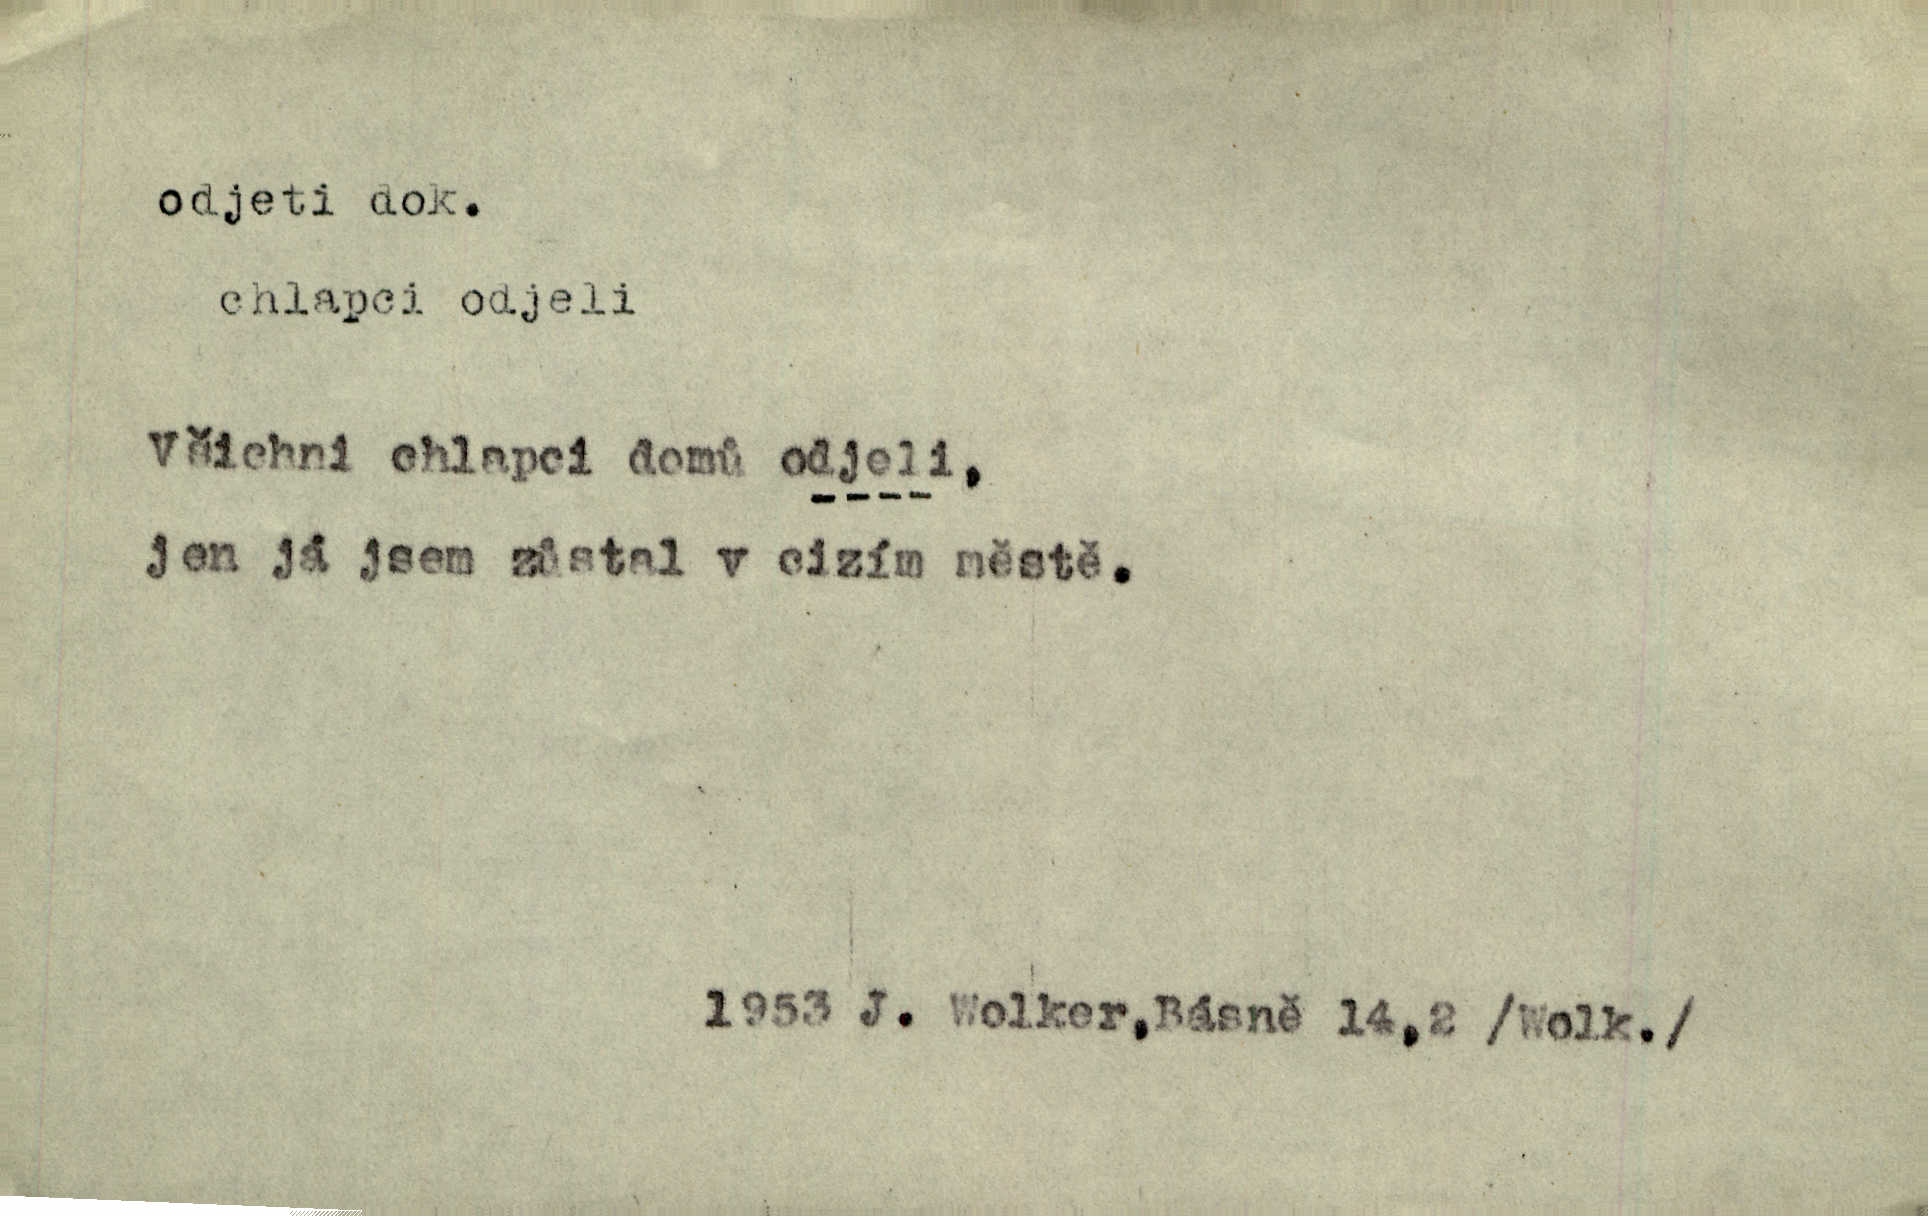 odjeti dok.
chlapci odjeli
Všichni chlapci domů odjeli,
jen já jsem zůstal v cizím městě.
1953 J. Wolker,Básně 14,2 /Wolk./